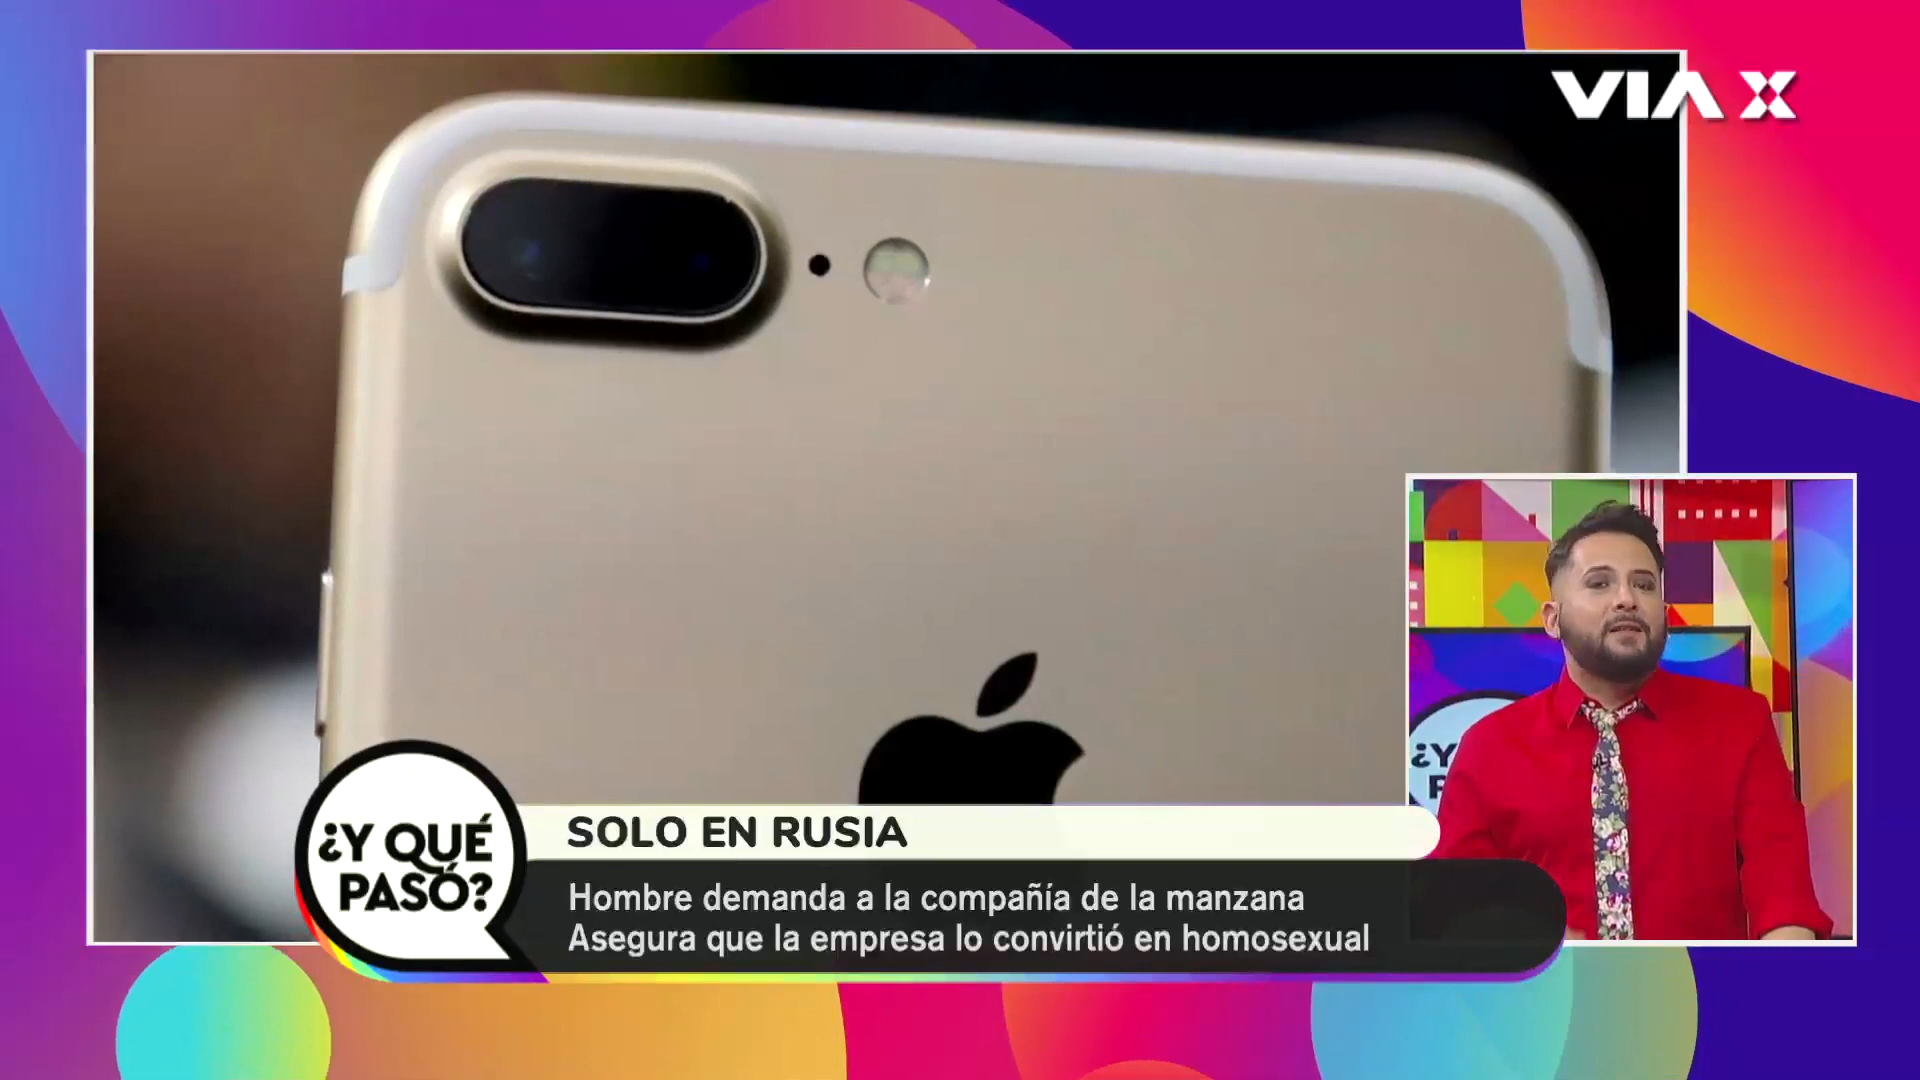 VIA X
¿Y QUÉ
PASÓ?
SOLO EN RUSIA
Hombre demanda a la compañía de la manzana
Asegura que la empresa lo convirtió en homosexual
¿Y
P